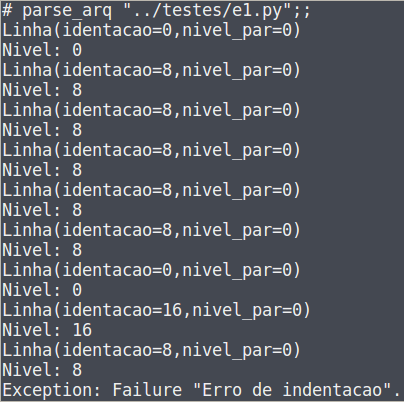 # parse_arq "../testes/e1.py";;
Linha(identacao=0,nivel_par=0)
Nivel: 0
Linha(identacao=8,nivel_par=0)
Nivel: 8
Linha(identacao=8,nivel_par=0)
Nivel: 8
Linha(identacao=8,nivel_par=0)
Nivel: 8
Linha(identacao=8,nivel_par=0)
Nivel: 8
Linha(identacao=8,nivel_par=0)
Nivel: 8
Linha(identacao=0,nivel_par=0)
Nivel: 0
Linha(identacao=16,nivel_par=0)
Nivel: 16
Linha(identacao=8,nivel_par=0)
Nivel: 8
Exception: Failure "Erro de indentacao".